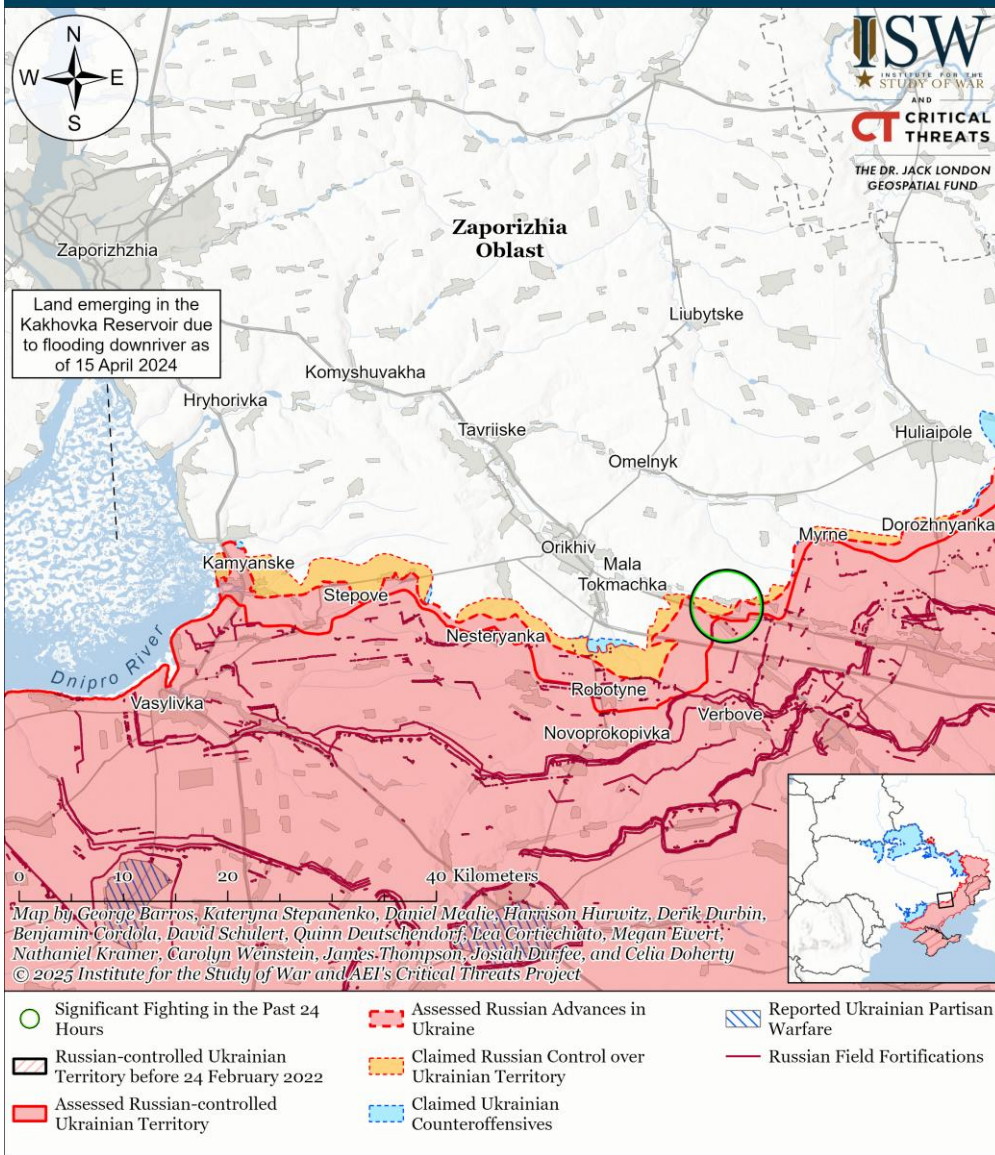 N
W
E
S
ISW
INSTITUTE FOR THE
STUDY OF WAR
AND
CT CRITICAL
THREATS
THE DR. JACK LONDON
GEOSPATIAL FUND
Zaporizhia
Oblast
Zaporizhzhia
Land emerging in the
Kakhovka Reservoir due
to flooding downriver as
of 15 April 2024
Liubytske
Komyshuvakha
Hryhorivka
Tavriiske
Huliaipole
Omelnyk
Dorozhnyanka
Myrne
Orikhiv
Mala
Tokmachka
Kamyanske
Stepove
Nesteryanka
Dnipro River
Robotyne
Vasylivka
Verbove
Novoprokopivka
0 10 20 40 Kilometers
Map by George Barros, Kateryna Stepanenko, Daniel Mealie, Harrison Hurwitz, Derik Durbin,
Benjamin Cordola, David Schulert, Quinn Deutschendorf, Lea Corticchiato, Megan Ewert,
Nathaniel Kramer, Carolyn Weinstein, James Thompson, Josiah Durfee, and Celia Doherty
© 2025 Institute for the Study of War and AEI's Critical Threats Project
Significant Fighting in the Past 24
Hours
Russian-controlled Ukrainian
Territory before 24 February 2022
Assessed Russian-controlled
Ukrainian Territory
Assessed Russian Advances in
Ukraine
Claimed Russian Control over
Ukrainian Territory
Claimed Ukrainian
Counteroffensives
Reported Ukrainian Partisan
Warfare
Russian Field Fortifications